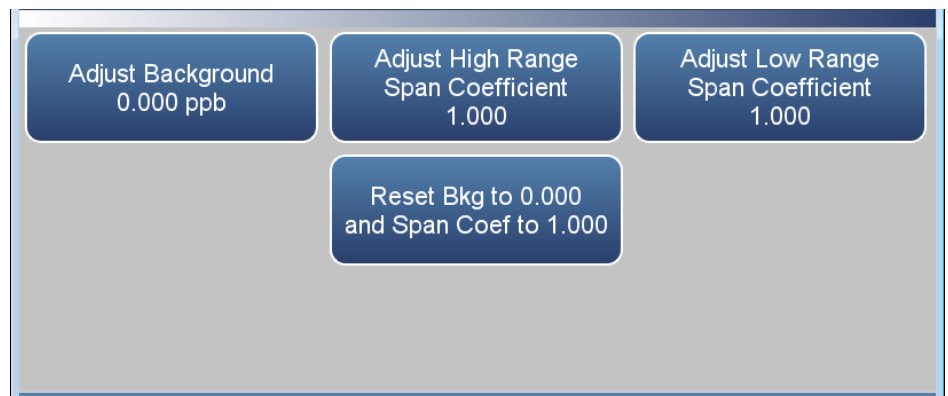 Adjust Background
0.000 ppb
Adjust High Range
Span Coefficient
1.000
Adjust Low Range
Span Coefficient
1.000
Reset Bkg to 0.000
and Span Coef to 1.000